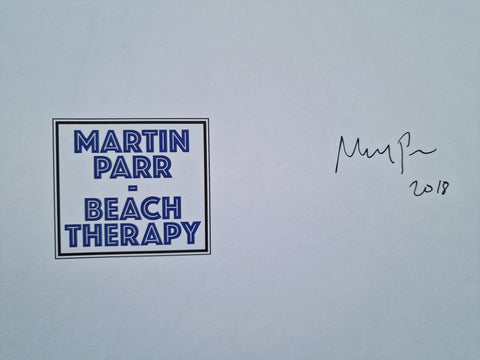 MARTIN
PARR
-
BEACH
THERAPY
2018